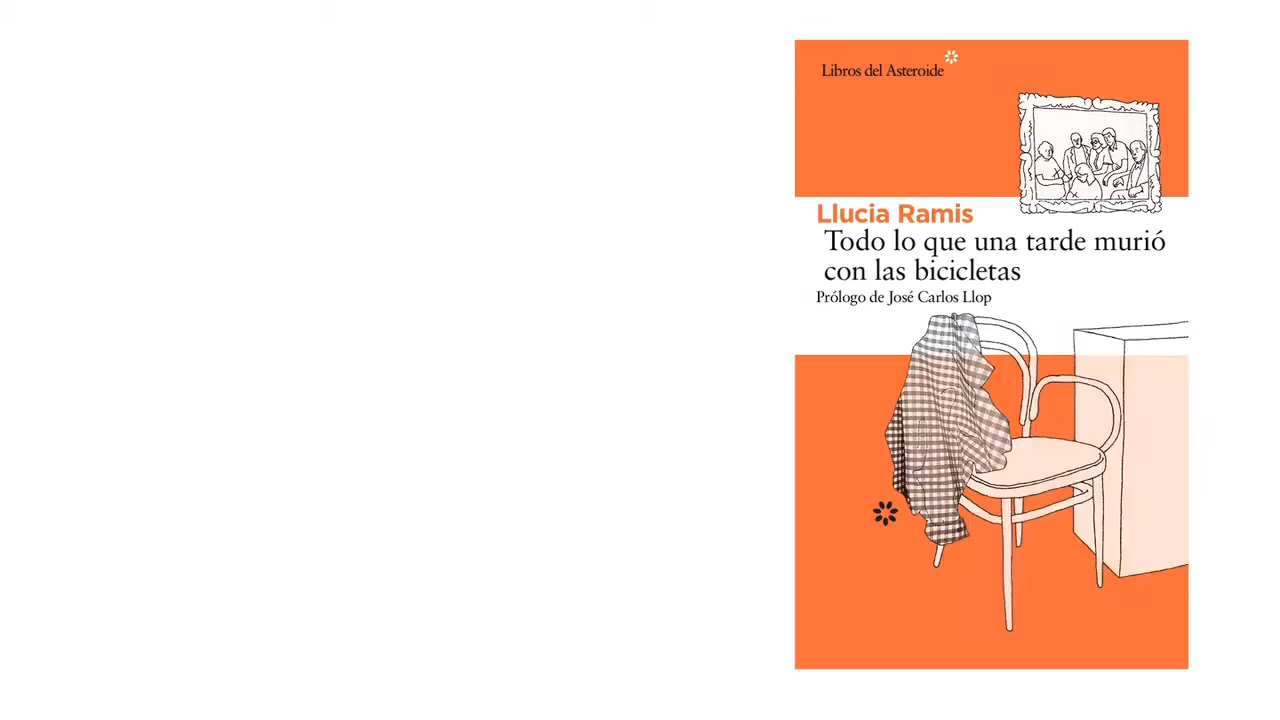 Libros del Asteroide
Llucia Ramis
Todo lo que una tarde murió
con las bicicletas
Prólogo de José Carlos Llop